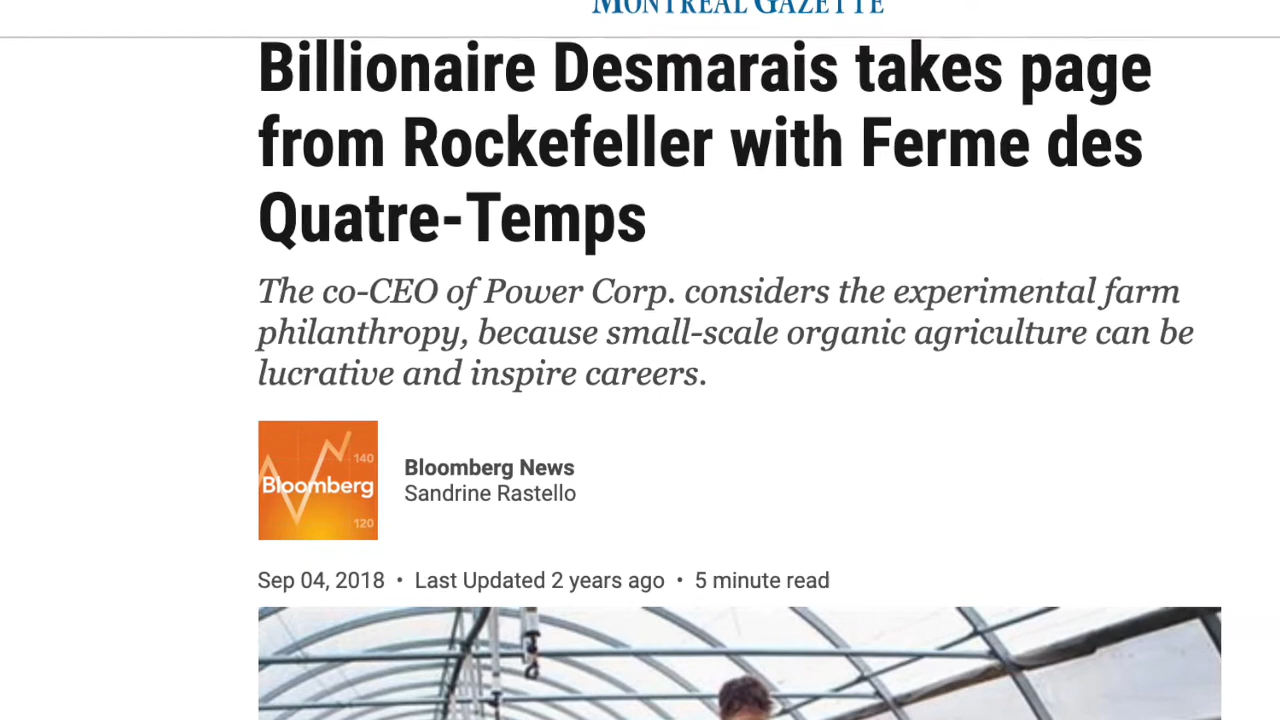 MONTREAL GAZETTE
Billionaire Desmarais takes page
from Rockefeller with Ferme des
Quatre-Temps
The co-CEO of Power Corp. considers the experimental farm
philanthropy, because small-scale organic agriculture can be
lucrative and inspire careers.
140
Bloomberg
120
Bloomberg News
Sandrine Rastello
Sep 04, 2018 • Last Updated 2 years ago • 5 minute read